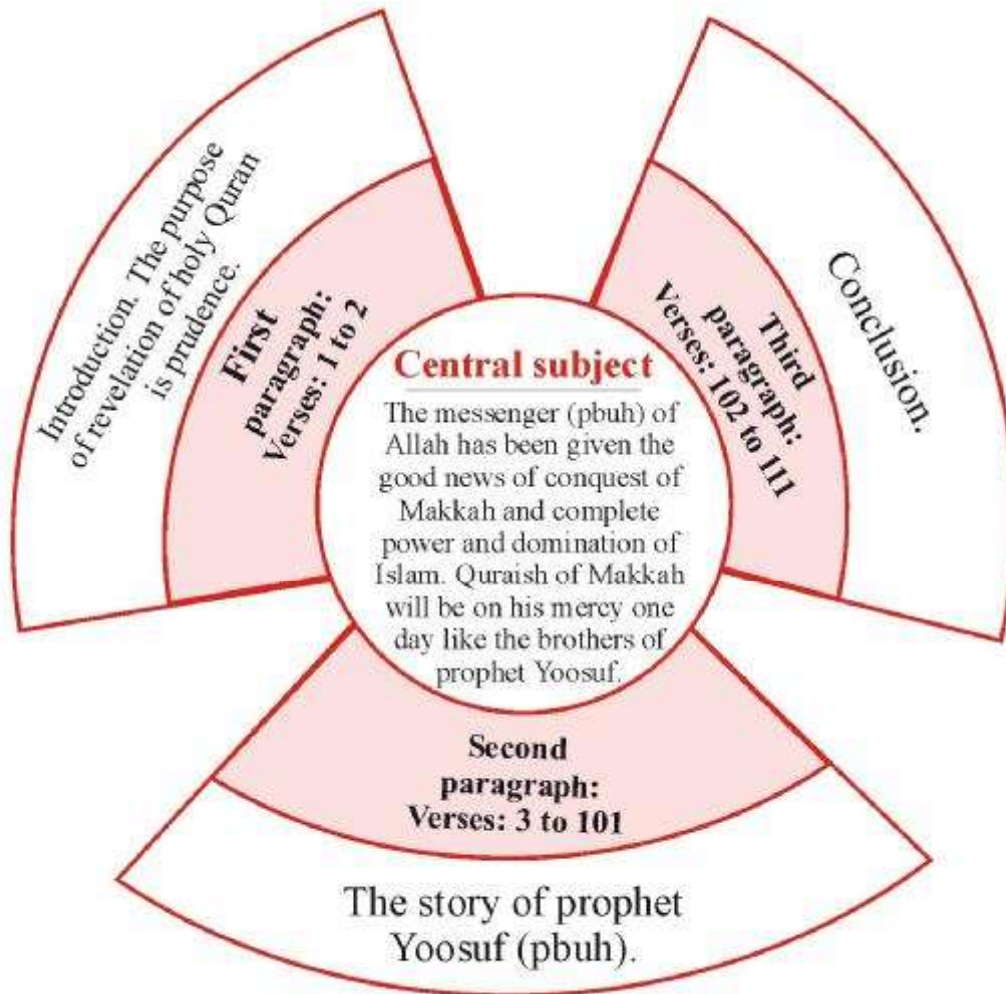 Introduction. The purpose
of revelation of holy Quran
is prudence.
First
paragraph:
Verses: 1 to 2
Central subject
The messenger (pbuh) of
Allah has been given the
good news of conquest of
Makkah and complete
power and domination of
Islam. Quraish of Makkah
will be on his mercy one
day like the brothers of
prophet Yoosuf.
Third
paragraph:
Verses: 102 to 111
Conclusion.
Second
paragraph:
Verses: 3 to 101
The story of prophet
Yoosuf (pbuh).